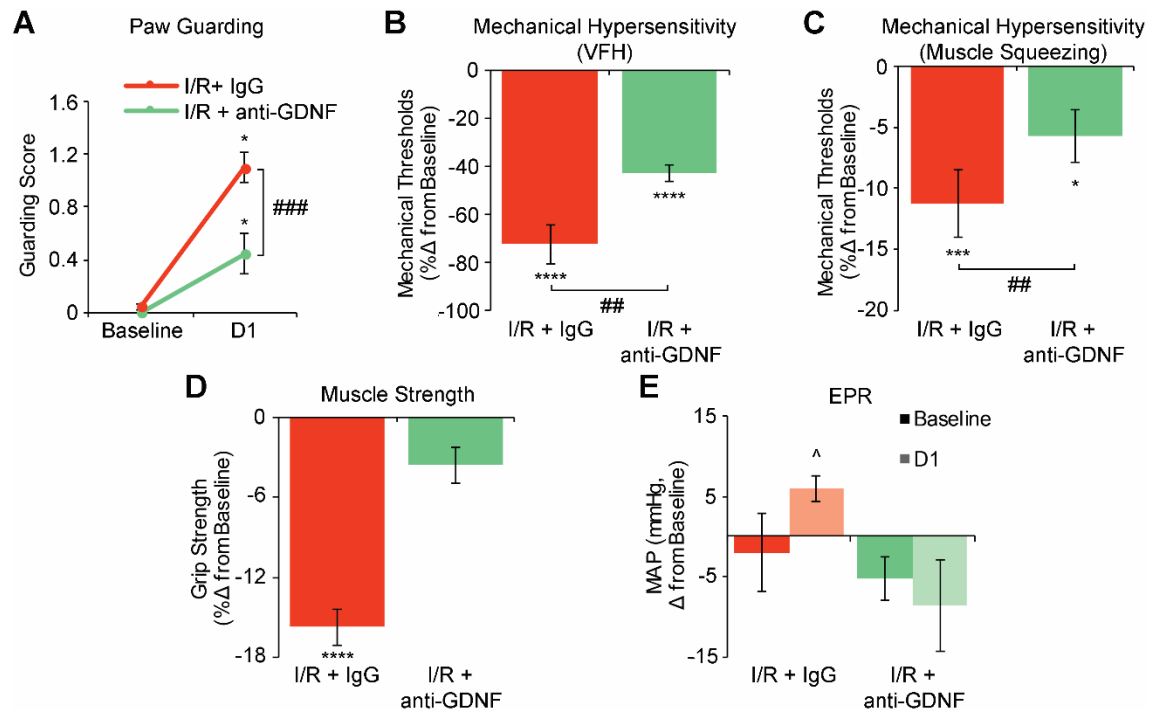 A
Paw Guarding
I/R+ IgG
I/R + anti-GDNF
Guarding Score
1.6
1.2
0.8
0.4
0
*
*
###
Baseline
D1
B
Mechanical Hypersensitivity
(VFH)
Mechanical Thresholds
(%Δ from Baseline)
0
-20
-40
-60
-80
-100
****
****
##
I/R + IgG
I/R +
anti-GDNF
C
Mechanical Hypersensitivity
(Muscle Squeezing)
Mechanical Thresholds
(%Δ from Baseline)
0
-5
-10
-15
-20
***
*
##
I/R + IgG
I/R +
anti-GDNF
D
Muscle Strength
Grip Strength
(%Δ from Baseline)
0
-6
-12
-18
****
I/R + IgG
I/R +
anti-GDNF
E
EPR
MAP (mmHg,
Δ from Baseline)
15
5
-5
-15
^
Baseline
D1
I/R + IgG
I/R +
anti-GDNF